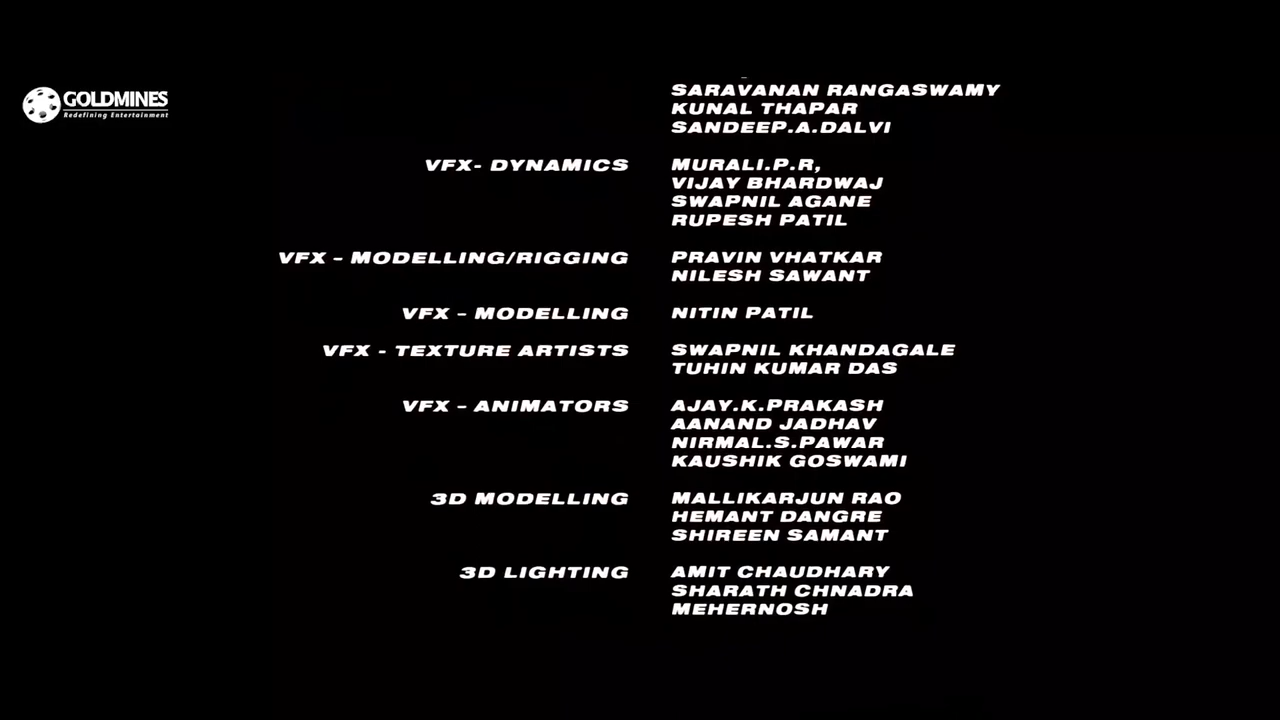 GOLDMINES
Redefining Entertainment
SARAVANAN RANGASWAMY
KUNAL THAPAR
SANDEEP.A.DALVI
VFX- DYNAMICS MURALI.P.R,
VIJAY BHARDWAJ
SWAPNIL AGANE
RUPESH PATIL
VFX - MODELLING/RIGGING PRAVIN VHATKAR
NILESH SAWANT
VFX - MODELLING NITIN PATIL
VFX - TEXTURE ARTISTS SWAPNIL KHANDAGALE
TUHIN KUMAR DAS
VFX - ANIMATORS AJAY.K.PRAKASH
AANAND JADHAV
NIRMAL.S.PAWAR
KAUSHIK GOSWAMI
3D MODELLING MALLIKARJUN RAO
HEMANT DANGRE
SHIREEN SAMANT
3D LIGHTING AMIT CHAUDHARY
SHARATH CHNADRA
MEHERNOSH